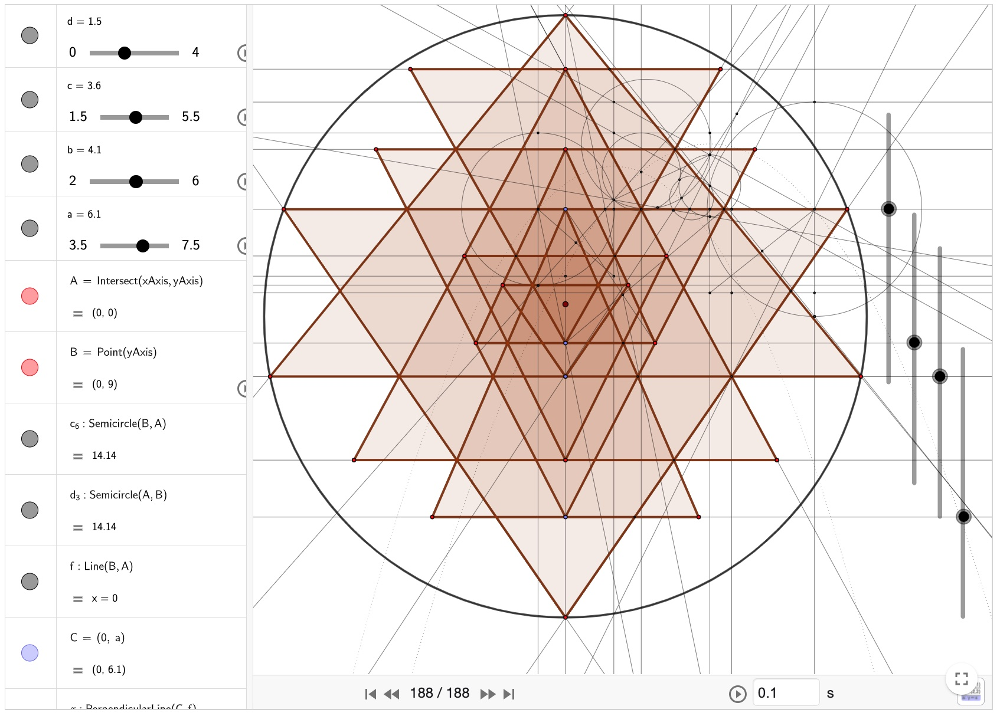 d = 1.5
0 4
c = 3.6
1.5 5.5
b = 4.1
2 6
a = 6.1
3.5 7.5
A = Intersect(xAxis, yAxis)
= (0, 0)
B = Point(yAxis)
= (0, 9)
c₆ : Semicircle(B, A)
= 14.14
d₃ : Semicircle(A, B)
= 14.14
f : Line(B, A)
= x = 0
C = (0, a)
= (0, 6.1)
g : PerpendicularLine(C, f)
188 / 188
0.1 s